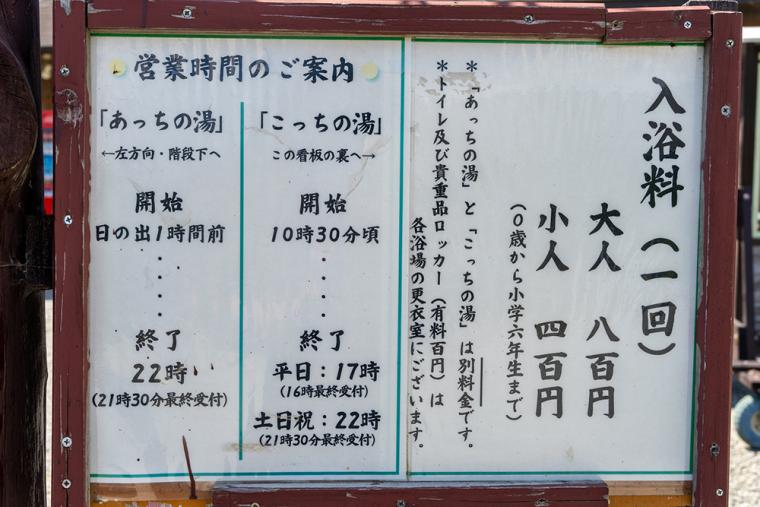 営業時間のご案内
「あっちの湯」
←左方向・階段下へ
開始
日の出1時間前
・・・・
終了
22時
(21時30分最終受付)
「こっちの湯」
この看板の裏へ→
開始
10時30分頃
・・・・
終了
平日：17時
(16時最終受付)
土日祝：22時
(21時30分最終受付)
入浴料（一回）
大人 八百円
小人 四百円
（0歳から小学六年生まで）
＊「あっちの湯」と「こっちの湯」は別料金です。
＊トイレ及び貴重品ロッカー（有料百円）は
各浴場の更衣室にございます。